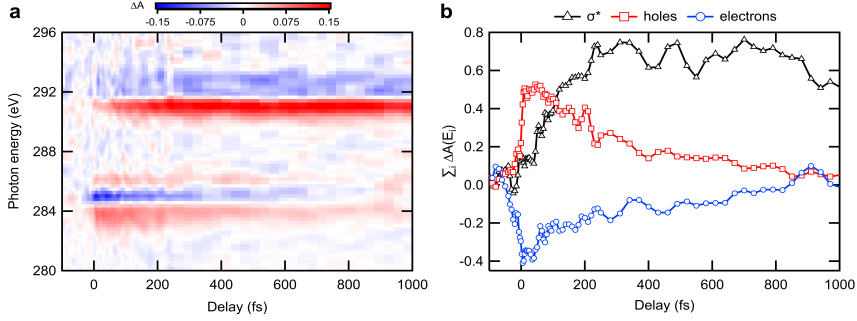 a
ΔA
-0.15 -0.075 0 0.075 0.15
Photon energy (eV)
296
292
288
284
280
0 200 400 600 800 1000
Delay (fs)
b
σ* holes electrons
Σi ΔA(Ei)
0.8
0.6
0.4
0.2
0.0
-0.2
-0.4
0 200 400 600 800 1000
Delay (fs)